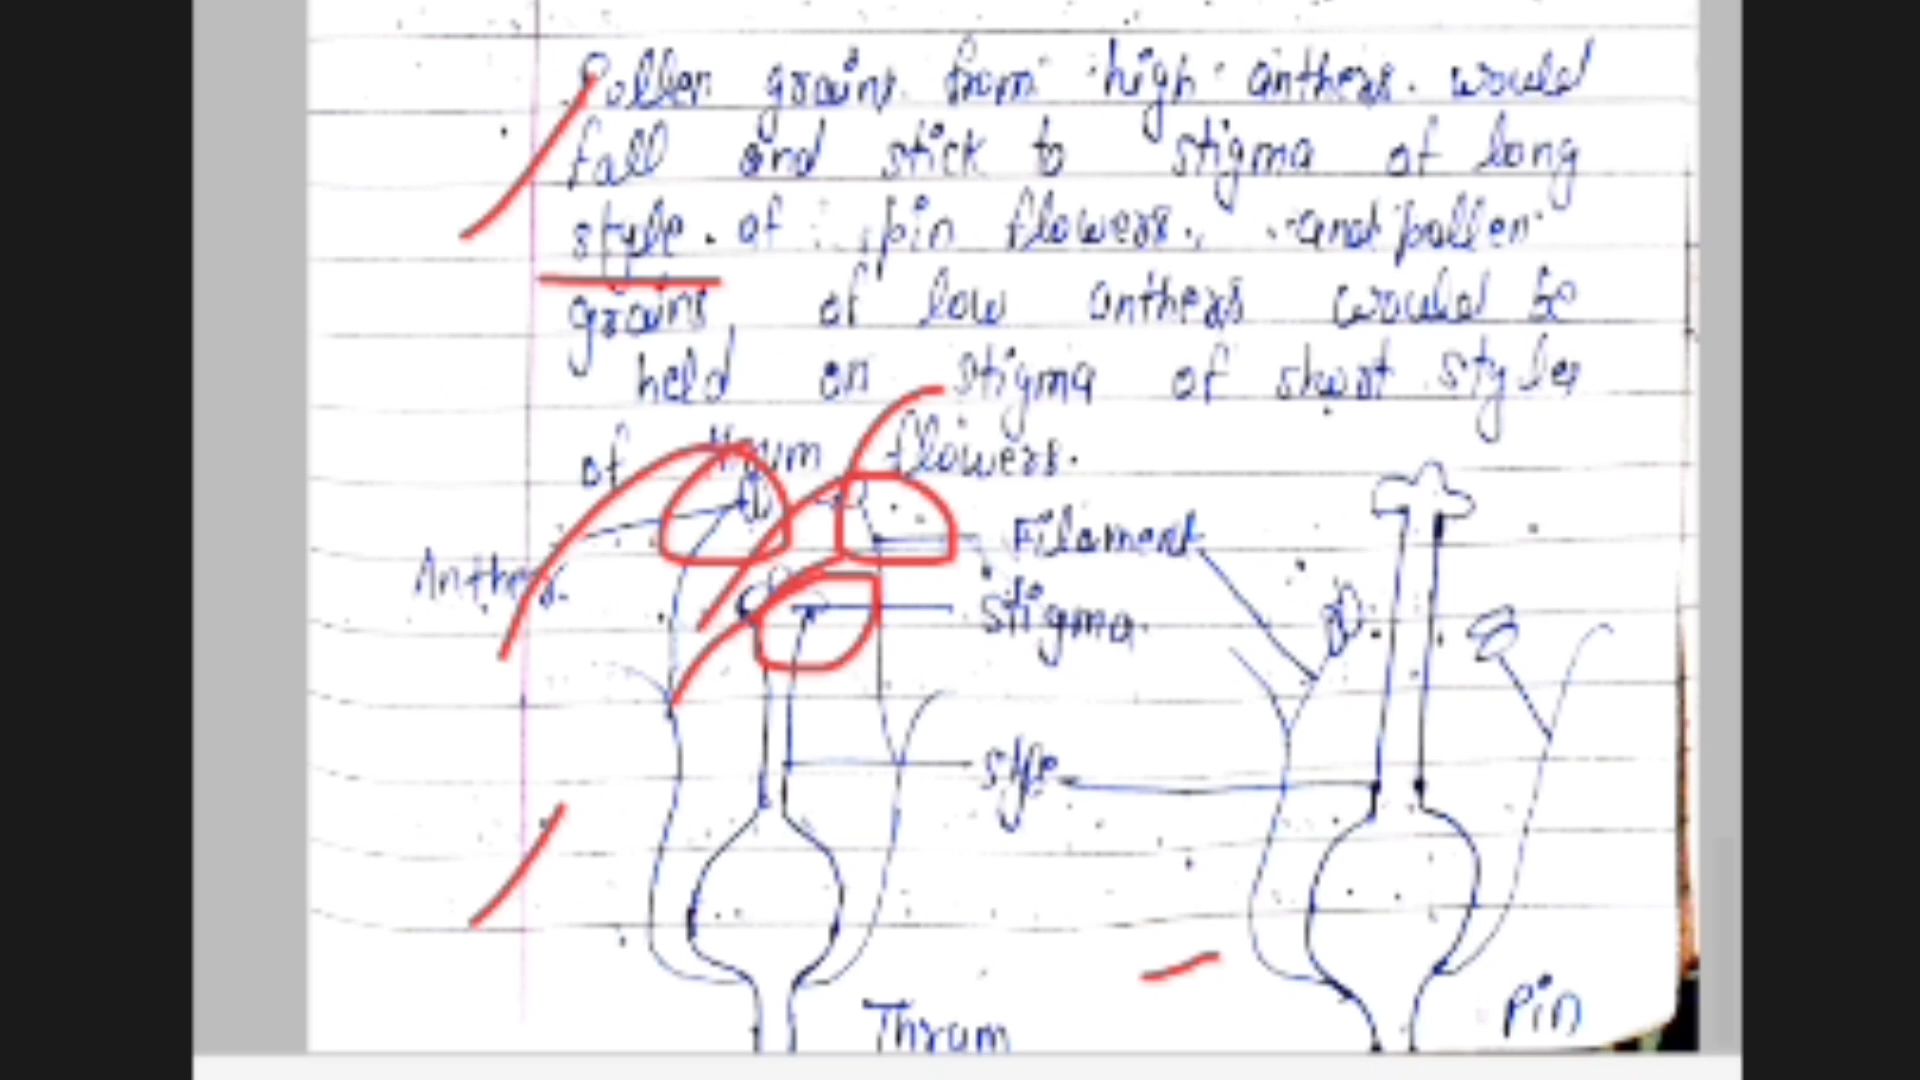 Pollen grains from high anthers would
fall and stick to stigma of long
style of pin flowers. and pollen
grains of low anthers would be
held on stigma of short styles
of thrum flowers.
Filament
Anther
Stigma
Style
Pin
Thrum